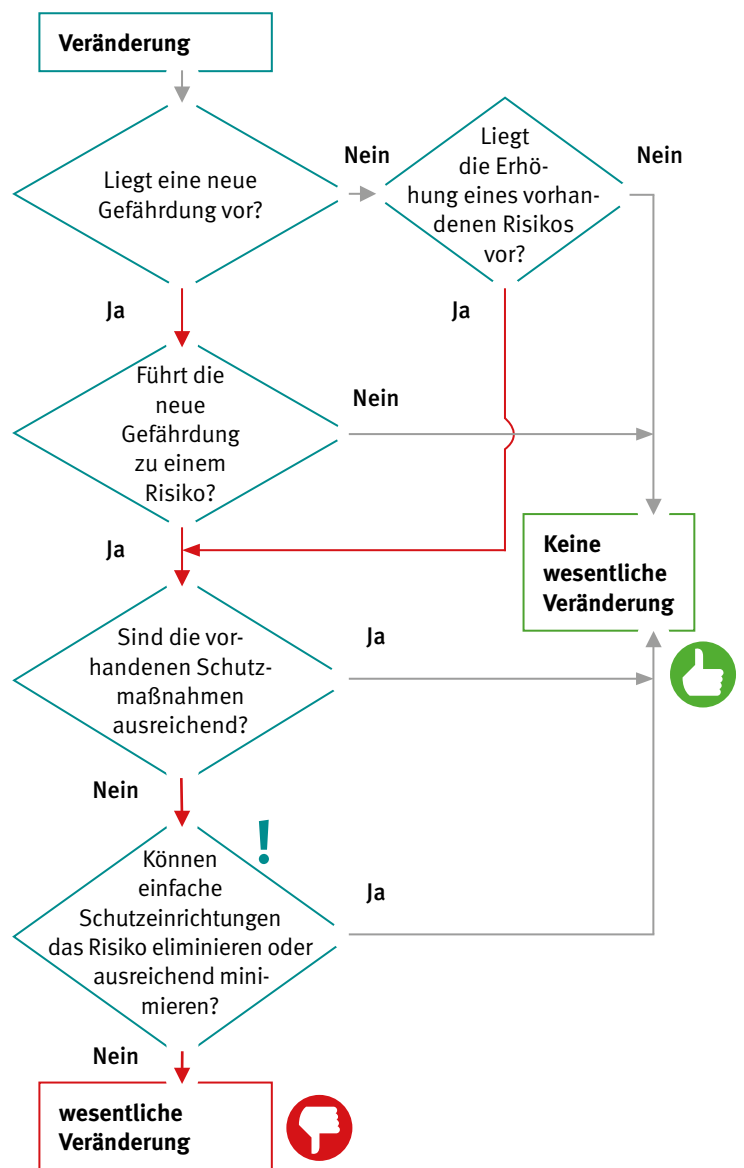 Veränderung
Liegt eine neue
Gefährdung vor?
Nein
Liegt
die Erhö-
hung eines vorhan-
denen Risikos
vor?
Nein
Ja
Ja
Führt die
neue
Gefährdung
zu einem
Risiko?
Nein
Ja
Keine
wesentliche
Veränderung
Sind die vor-
handenen Schutz-
maßnahmen
ausreichend?
Ja
Nein
!
Können
einfache
Schutzeinrichtungen
das Risiko eliminieren oder
ausreichend mini-
mieren?
Ja
Nein
wesentliche
Veränderung